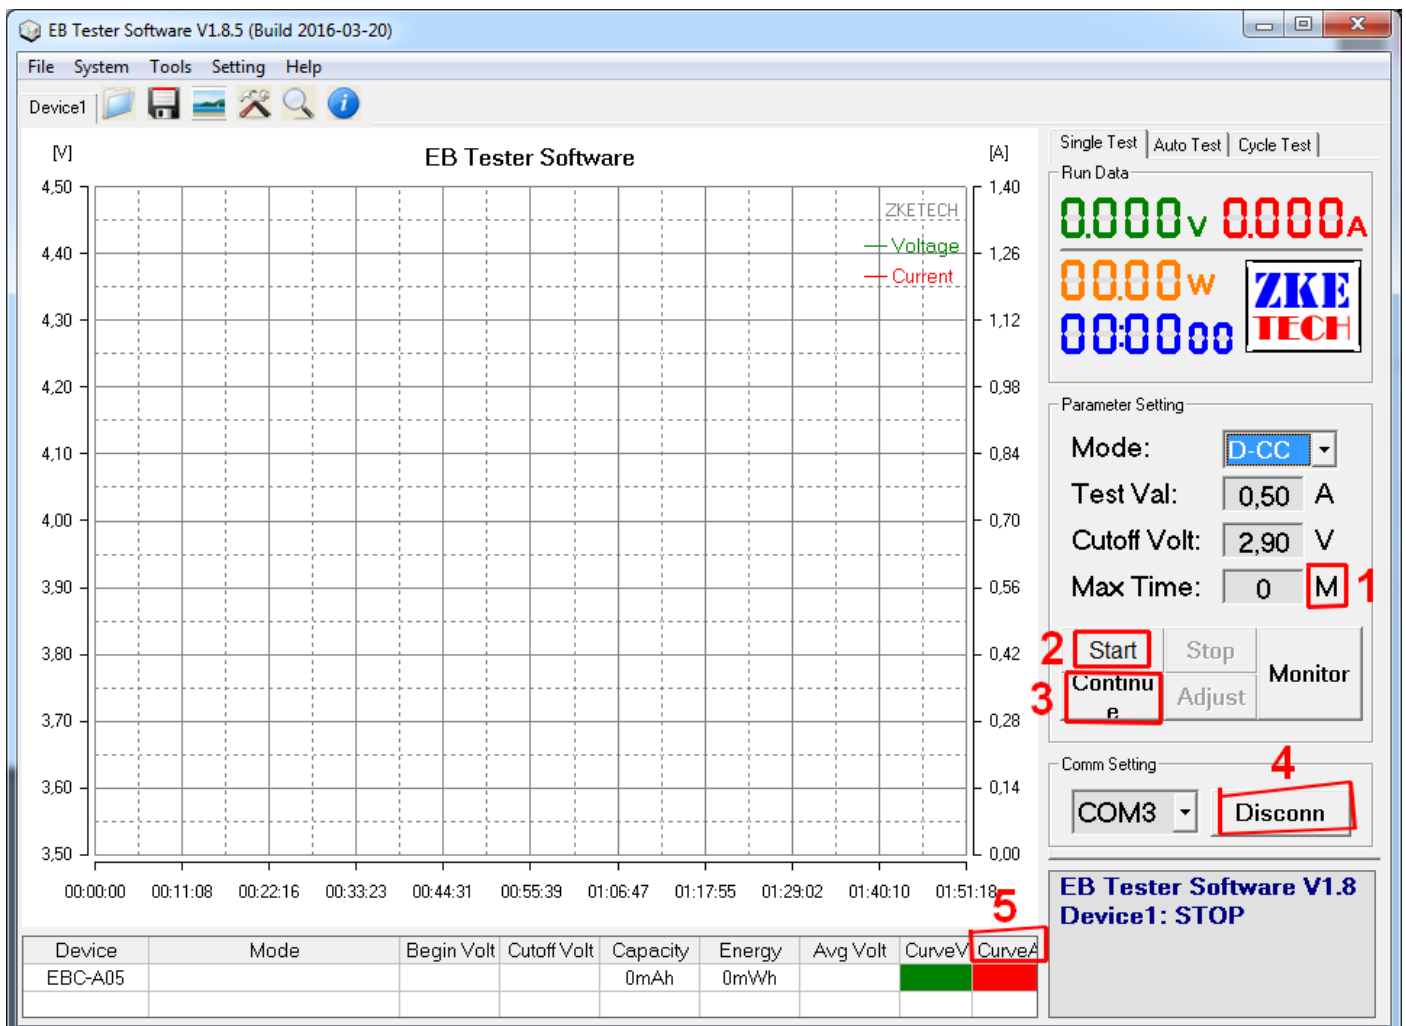 EB Tester Software V1.8.5 (Build 2016-03-20)
File System Tools Setting Help
Device1
[V] EB Tester Software [A]
4,50
4,40
4,30
4,20
4,10
4,00
3,90
3,80
3,70
3,60
3,50
ZKETECH
Voltage
Current
1,40
1,26
1,12
0,98
0,84
0,70
0,56
0,42
0,28
0,14
0,00
00:00:00 00:11:08 00:22:16 00:33:23 00:44:31 00:55:39 01:06:47 01:17:55 01:29:02 01:40:10 01:51:18
Single Test Auto Test Cycle Test
Run Data
0.000V 0.000A
00.00W
00:00 00
ZKE
TECH
Parameter Setting
Mode: D-CC
Test Val: 0,50 A
Cutoff Volt: 2,90 V
Max Time: 0 M 1
2 Start Stop
Monitor
3 Continu
e
Adjust
Comm Setting
4
COM3 Disconn
EB Tester Software V1.8
Device1: STOP
5
Device Mode Begin Volt Cutoff Volt Capacity Energy Avg Volt CurveV CurveA
EBC-A05 0mAh 0mWh